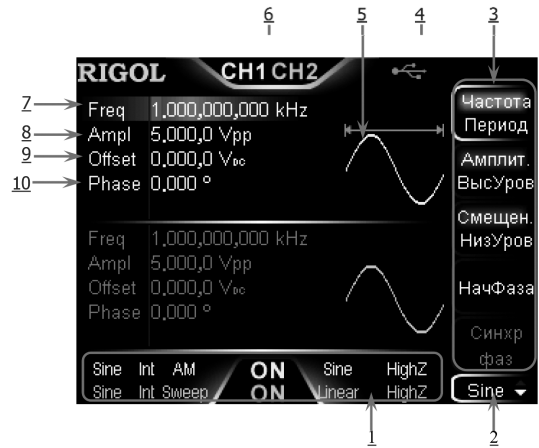 6 5 4 3
RIGOL CH1 CH2
7 Freq 1.000,000,000 kHz
8 Ampl 5.000,0 Vpp
9 Offset 0.000,0 VDC
10 Phase 0.000 °
Частота
Период
Амплит.
ВысУров
Смещен.
НизУров
НачФаза
Синхр
фаз
Freq 1.000,000,000 kHz
Ampl 5.000,0 Vpp
Offset 0.000,0 VDC
Phase 0.000 °
Sine Int AM ON Sine HighZ
Sine Int Sweep ON Linear HighZ
Sine
1 2